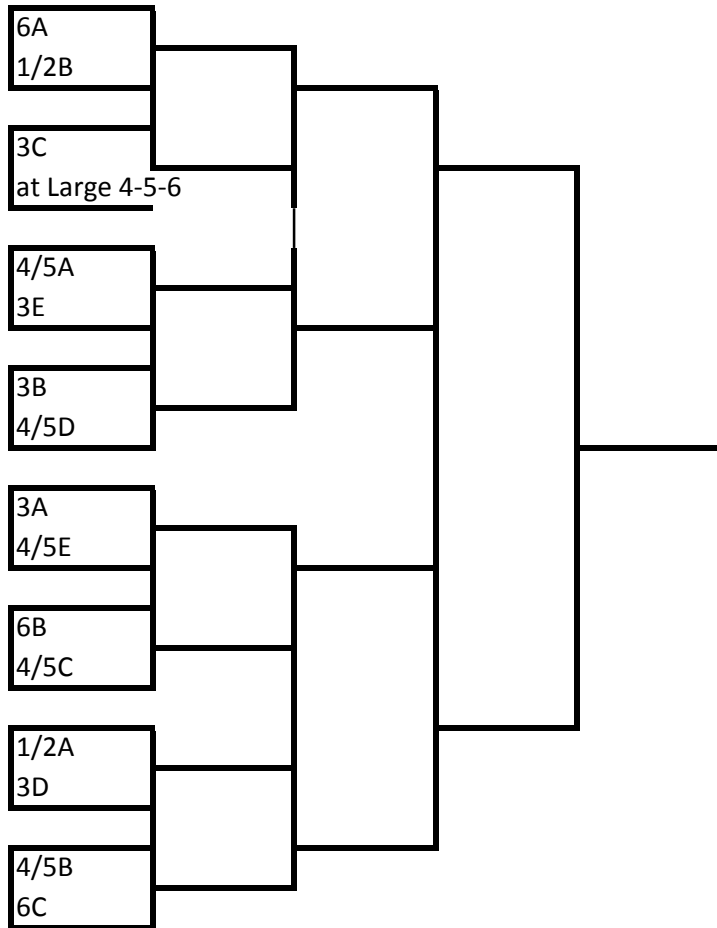 6A
1/2B
3C
at Large 4-5-6
4/5A
3E
3B
4/5D
3A
4/5E
6B
4/5C
1/2A
3D
4/5B
6C